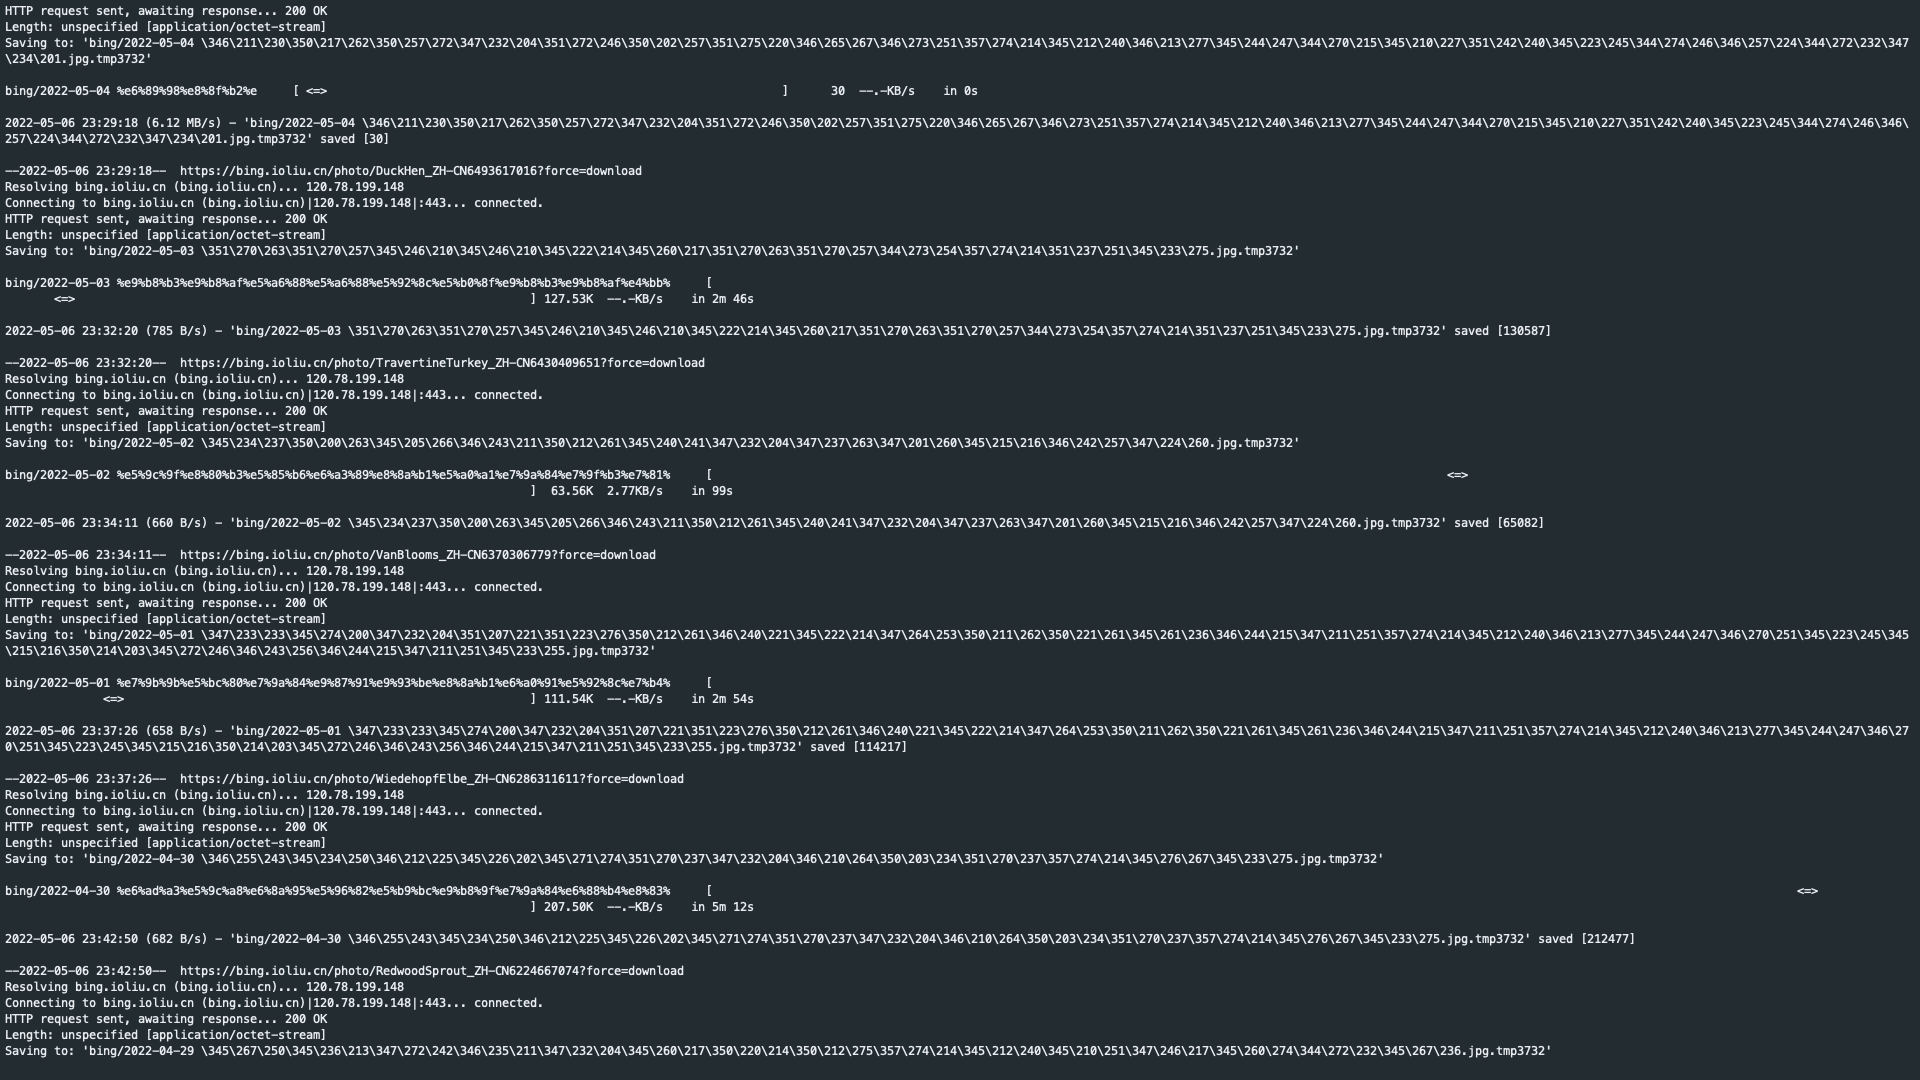 HTTP request sent, awaiting response... 200 OK
Length: unspecified [application/octet-stream]
Saving to: 'bing/2022-05-04 \346\211\230\350\217\262\350\257\272\347\232\204\351\272\246\350\202\257\351\275\220\346\265\267\346\273\251\357\274\214\345\212\240\346\213\277\345\244\247\344\270\215\345\210\227\351\242\240\345\223\245\344\274\246\346\257\224\344\272\232\347
\234\201.jpg.tmp3732'
bing/2022-05-04 %e6%89%98%e8%8f%b2%e     [ <=>                                                                 ]      30  --.-KB/s    in 0s
2022-05-06 23:29:18 (6.12 MB/s) - 'bing/2022-05-04 \346\211\230\350\217\262\350\257\272\347\232\204\351\272\246\350\202\257\351\275\220\346\265\267\346\273\251\357\274\214\345\212\240\346\213\277\345\244\247\344\270\215\345\210\227\351\242\240\345\223\245\344\274\246\346\
257\224\344\272\232\347\234\201.jpg.tmp3732' saved [30]
--2022-05-06 23:29:18--  https://bing.ioliu.cn/photo/DuckHen_ZH-CN6493617016?force=download
Resolving bing.ioliu.cn (bing.ioliu.cn)... 120.78.199.148
Connecting to bing.ioliu.cn (bing.ioliu.cn)|120.78.199.148|:443... connected.
HTTP request sent, awaiting response... 200 OK
Length: unspecified [application/octet-stream]
Saving to: 'bing/2022-05-03 \351\270\263\351\270\257\345\246\210\345\246\210\345\222\214\345\260\217\351\270\263\351\270\257\344\273\254\357\274\214\351\237\251\345\233\275.jpg.tmp3732'
bing/2022-05-03 %e9%b8%b3%e9%b8%af%e5%a6%88%e5%a6%88%e5%92%8c%e5%b0%8f%e9%b8%b3%e9%b8%af%e4%bb%     [
<=>                                                                 ] 127.53K  --.-KB/s    in 2m 46s
2022-05-06 23:32:20 (785 B/s) - 'bing/2022-05-03 \351\270\263\351\270\257\345\246\210\345\246\210\345\222\214\345\260\217\351\270\263\351\270\257\344\273\254\357\274\214\351\237\251\345\233\275.jpg.tmp3732' saved [130587]
--2022-05-06 23:32:20--  https://bing.ioliu.cn/photo/TravertineTurkey_ZH-CN6430409651?force=download
Resolving bing.ioliu.cn (bing.ioliu.cn)... 120.78.199.148
Connecting to bing.ioliu.cn (bing.ioliu.cn)|120.78.199.148|:443... connected.
HTTP request sent, awaiting response... 200 OK
Length: unspecified [application/octet-stream]
Saving to: 'bing/2022-05-02 \345\234\237\350\200\263\345\205\266\346\243\211\350\212\261\345\240\241\347\232\204\347\237\263\347\201\260\345\215\216\346\242\257\347\224\260.jpg.tmp3732'
bing/2022-05-02 %e5%9c%9f%e8%80%b3%e5%85%b6%e6%a3%89%e8%8a%b1%e5%a0%a1%e7%9a%84%e7%9f%b3%e7%81%     [                                                                                                         <=>
]  63.56K  2.77KB/s    in 99s
2022-05-06 23:34:11 (660 B/s) - 'bing/2022-05-02 \345\234\237\350\200\263\345\205\266\346\243\211\350\212\261\345\240\241\347\232\204\347\237\263\347\201\260\345\215\216\346\242\257\347\224\260.jpg.tmp3732' saved [65082]
--2022-05-06 23:34:11--  https://bing.ioliu.cn/photo/VanBlooms_ZH-CN6370306779?force=download
Resolving bing.ioliu.cn (bing.ioliu.cn)... 120.78.199.148
Connecting to bing.ioliu.cn (bing.ioliu.cn)|120.78.199.148|:443... connected.
HTTP request sent, awaiting response... 200 OK
Length: unspecified [application/octet-stream]
Saving to: 'bing/2022-05-01 \347\233\233\345\274\200\347\232\204\351\207\221\351\223\276\350\212\261\346\240\221\345\222\214\347\264\253\350\211\262\350\221\261\345\261\236\346\244\215\347\211\251\357\274\214\345\212\240\346\213\277\345\244\247\346\270\251\345\223\245\345
\215\216\350\214\203\345\272\246\346\243\256\346\244\215\347\211\251\345\233\255.jpg.tmp3732'
bing/2022-05-01 %e7%9b%9b%e5%bc%80%e7%9a%84%e9%87%91%e9%93%be%e8%8a%b1%e6%a0%91%e5%92%8c%e7%b4%     [
<=>                                                          ] 111.54K  --.-KB/s    in 2m 54s
2022-05-06 23:37:26 (658 B/s) - 'bing/2022-05-01 \347\233\233\345\274\200\347\232\204\351\207\221\351\223\276\350\212\261\346\240\221\345\222\214\347\264\253\350\211\262\350\221\261\345\261\236\346\244\215\347\211\251\357\274\214\345\212\240\346\213\277\345\244\247\346\27
0\251\345\223\245\345\215\216\350\214\203\345\272\246\346\243\256\346\244\215\347\211\251\345\233\255.jpg.tmp3732' saved [114217]
--2022-05-06 23:37:26--  https://bing.ioliu.cn/photo/WiedehopfElbe_ZH-CN6286311611?force=download
Resolving bing.ioliu.cn (bing.ioliu.cn)... 120.78.199.148
Connecting to bing.ioliu.cn (bing.ioliu.cn)|120.78.199.148|:443... connected.
HTTP request sent, awaiting response... 200 OK
Length: unspecified [application/octet-stream]
Saving to: 'bing/2022-04-30 \346\255\243\345\234\250\346\212\225\345\226\202\345\271\274\351\270\237\347\232\204\346\210\264\350\203\234\351\270\237\357\274\214\345\276\267\345\233\275.jpg.tmp3732'
bing/2022-04-30 %e6%ad%a3%e5%9c%a8%e6%8a%95%e5%96%82%e5%b9%bc%e9%b8%9f%e7%9a%84%e6%88%b4%e8%83%     [                                                                                                                                                           <=>
] 207.50K  --.-KB/s    in 5m 12s
2022-05-06 23:42:50 (682 B/s) - 'bing/2022-04-30 \346\255\243\345\234\250\346\212\225\345\226\202\345\271\274\351\270\237\347\232\204\346\210\264\350\203\234\351\270\237\357\274\214\345\276\267\345\233\275.jpg.tmp3732' saved [212477]
--2022-05-06 23:42:50--  https://bing.ioliu.cn/photo/RedwoodSprout_ZH-CN6224667074?force=download
Resolving bing.ioliu.cn (bing.ioliu.cn)... 120.78.199.148
Connecting to bing.ioliu.cn (bing.ioliu.cn)|120.78.199.148|:443... connected.
HTTP request sent, awaiting response... 200 OK
Length: unspecified [application/octet-stream]
Saving to: 'bing/2022-04-29 \345\267\250\345\236\213\347\272\242\346\235\211\347\232\204\345\260\217\350\220\214\350\212\275\357\274\214\345\212\240\345\210\251\347\246\217\345\260\274\344\272\232\345\267\236.jpg.tmp3732'